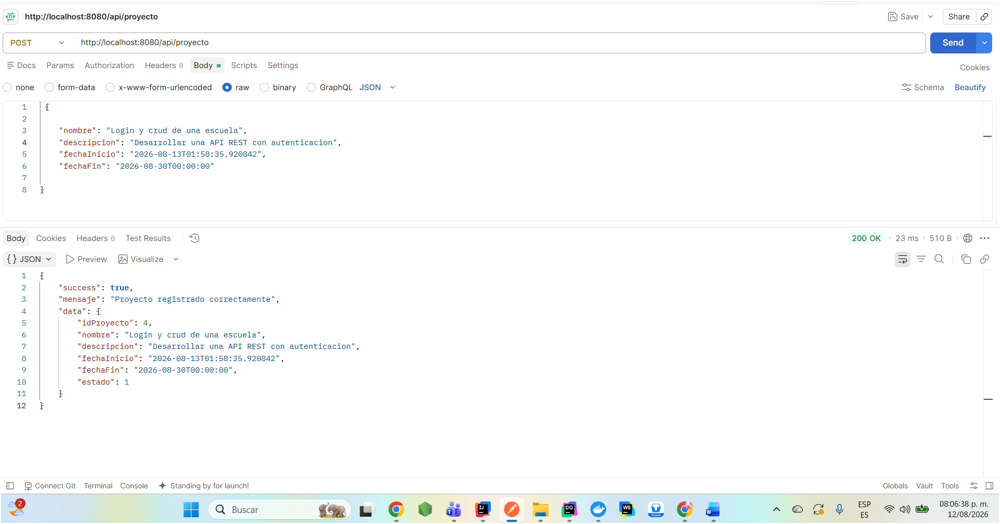 HTTP http://localhost:8080/api/proyecto Save Share
POST http://localhost:8080/api/proyecto Send
Docs Params Authorization Headers 8 Body Scripts Settings Cookies
none form-data x-www-form-urlencoded raw binary GraphQL JSON Schema Beautify
1 {
2
3 "nombre": "Login y crud de una escuela",
4 "descripcion": "Desarrollar una API REST con autenticacion",
5 "fechaInicio": "2026-08-13T01:58:35.920842",
6 "fechaFin": "2026-08-30T00:00:00"
7
8 }
Body Cookies Headers 6 Test Results 200 OK • 23 ms • 510 B •
{} JSON Preview Visualize
1 {
2 "success": true,
3 "mensaje": "Proyecto registrado correctamente",
4 "data": {
5 "idProyecto": 4,
6 "nombre": "Login y crud de una escuela",
7 "descripcion": "Desarrollar una API REST con autenticacion",
8 "fechaInicio": "2026-08-13T01:58:35.920842",
9 "fechaFin": "2026-08-30T00:00:00",
10 "estado": 1
11 }
12 }
Connect Git Terminal Console Standing by for launch! Globals Vault Tools
2 Buscar T IJ DG WS W ESP 08:06:38 p. m.
ES 12/08/2026